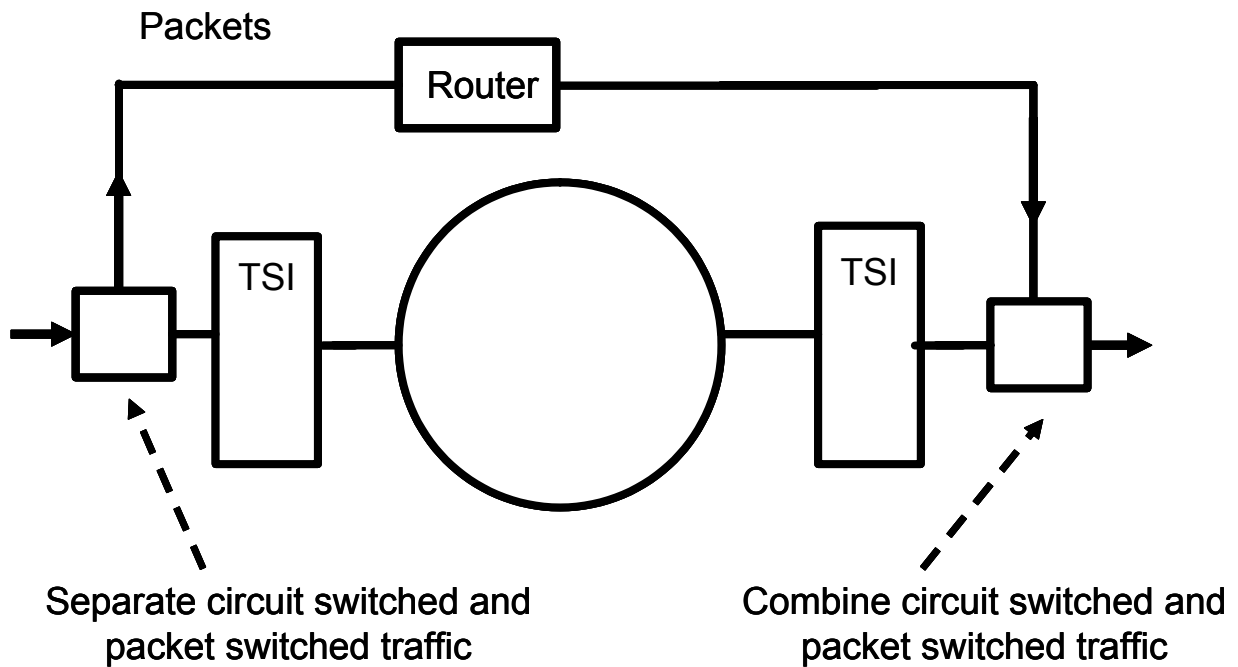 Packets
Router
TSI
TSI
Separate circuit switched and
packet switched traffic
Combine circuit switched and
packet switched traffic